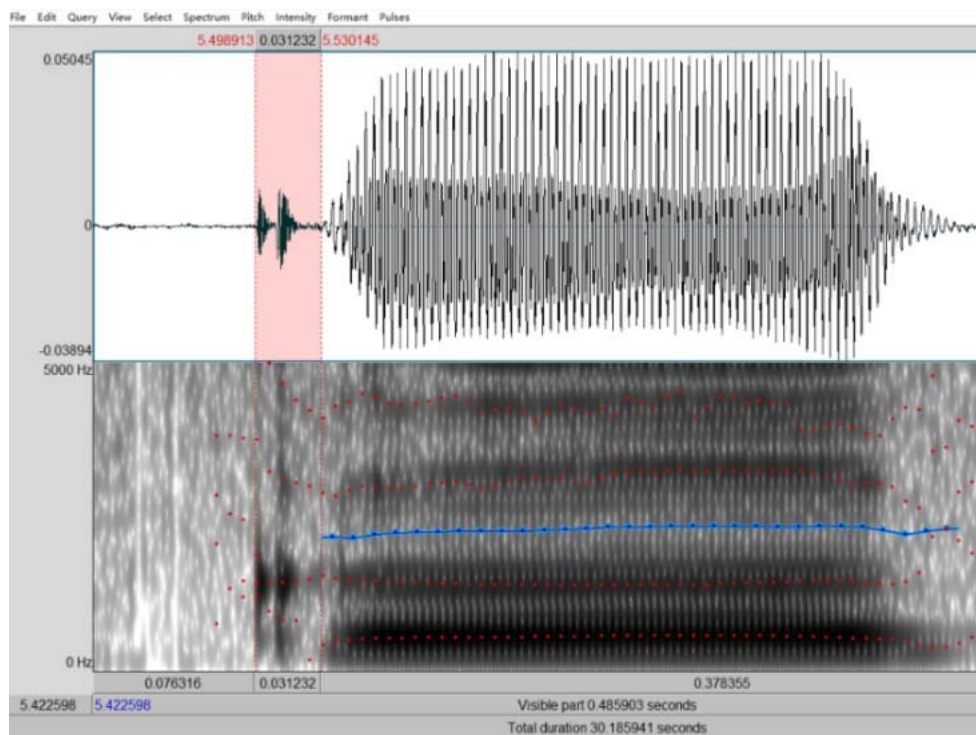 File Edit Query View Select Spectrum Pitch Intensity Formant Pulses
5.498913 0.031232 5.530145
0.05045
0
-0.03894
5000 Hz
0 Hz
0.076316 0.031232 0.378355
5.422598 5.422598 Visible part 0.485903 seconds
Total duration 30.185941 seconds